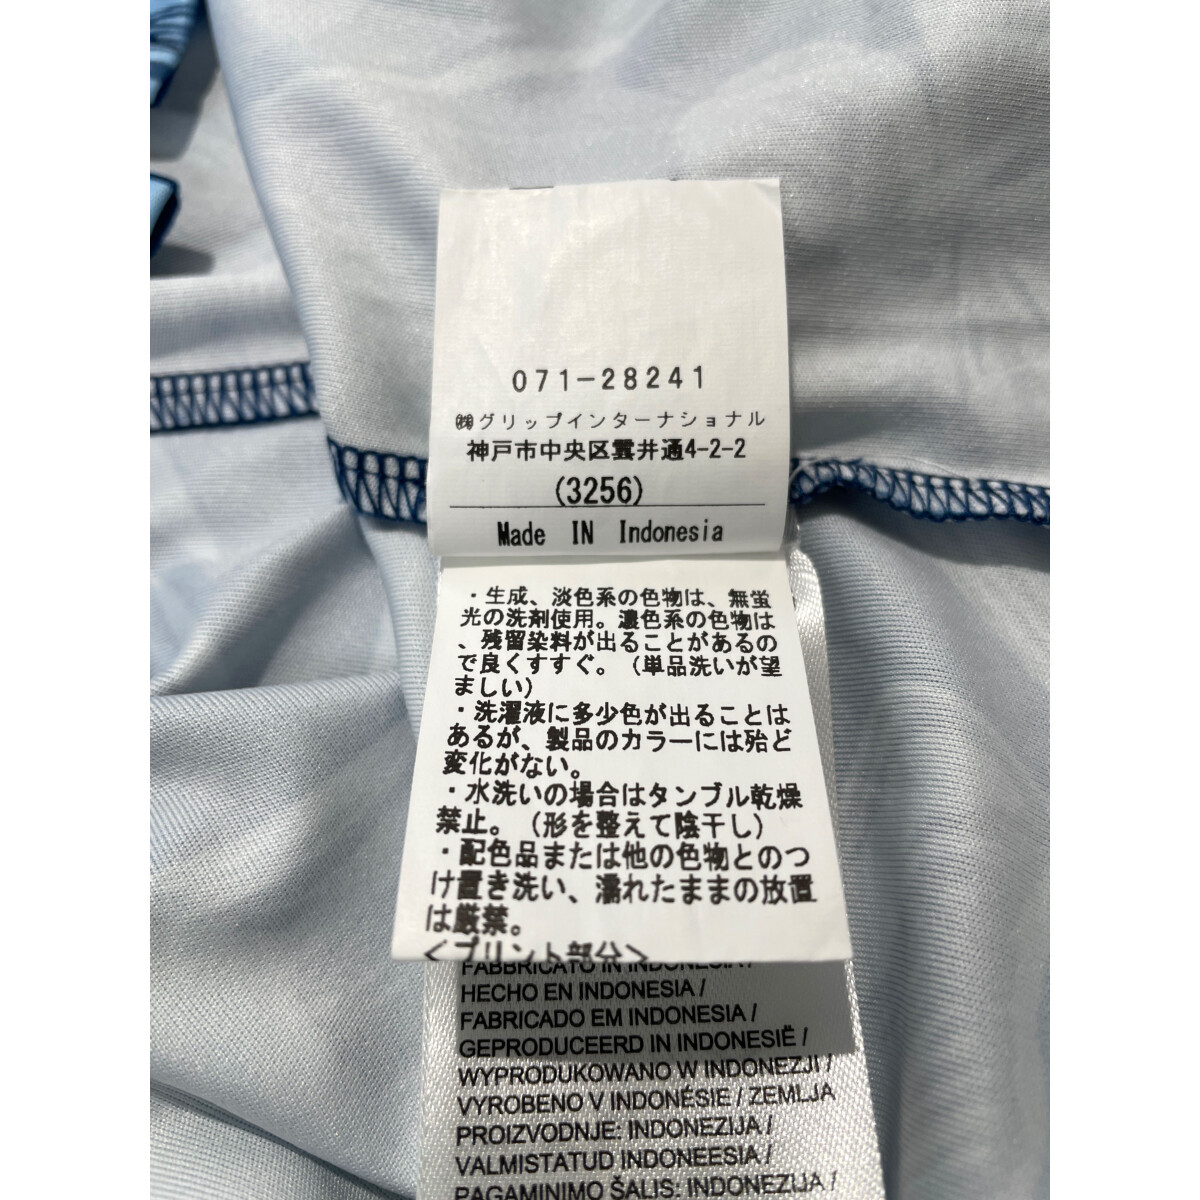 071-28241
㈱グリップインターナショナル
神戸市中央区雲井通4-2-2
(3256)
Made IN Indonesia
・生成、淡色系の色物は、無蛍
光の洗剤使用。濃色系の色物は
、残留染料が出ることがあるの
で良くすすぐ。(単品洗いが望
ましい)
・洗濯液に多少色が出ることは
あるが、製品のカラーには殆ど
変化がない。
・水洗いの場合はタンブル乾燥
禁止。(形を整えて陰干し)
・配色品または他の色物とのつ
け置き洗い、濡れたままの放置
は厳禁。
<プリント部分>
FABBRICATO IN INDONESIA /
HECHO EN INDONESIA /
FABRICADO EM INDONESIA /
GEPRODUCEERD IN INDONESIË /
WYPRODUKOWANO W INDONEZJI /
VYROBENO V INDONÉSIE / ZEMLJA
PROIZVODNJE: INDONEZIJA /
VALMISTATUD INDONEESIA /
PAGAMINIMO ŠALIS: INDONEZIJA /